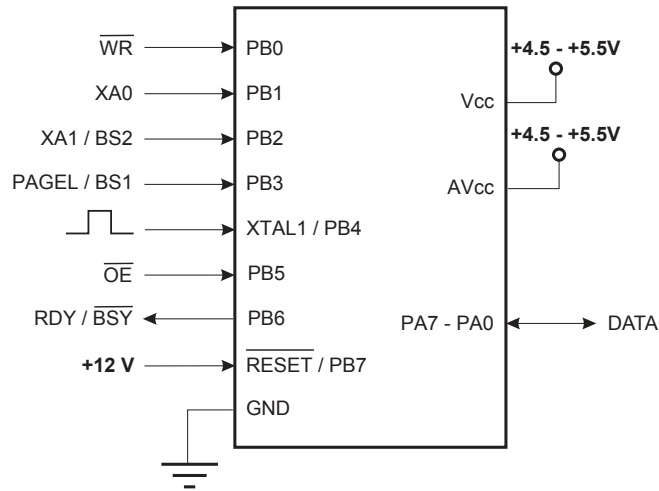 WR PB0
+4.5 - +5.5V
XA0 PB1
Vcc
XA1 / BS2 PB2
+4.5 - +5.5V
PAGEL / BS1 PB3
AVcc
XTAL1 / PB4
OE PB5
RDY / BSY PB6
PA7 - PA0 DATA
+12 V RESET / PB7
GND